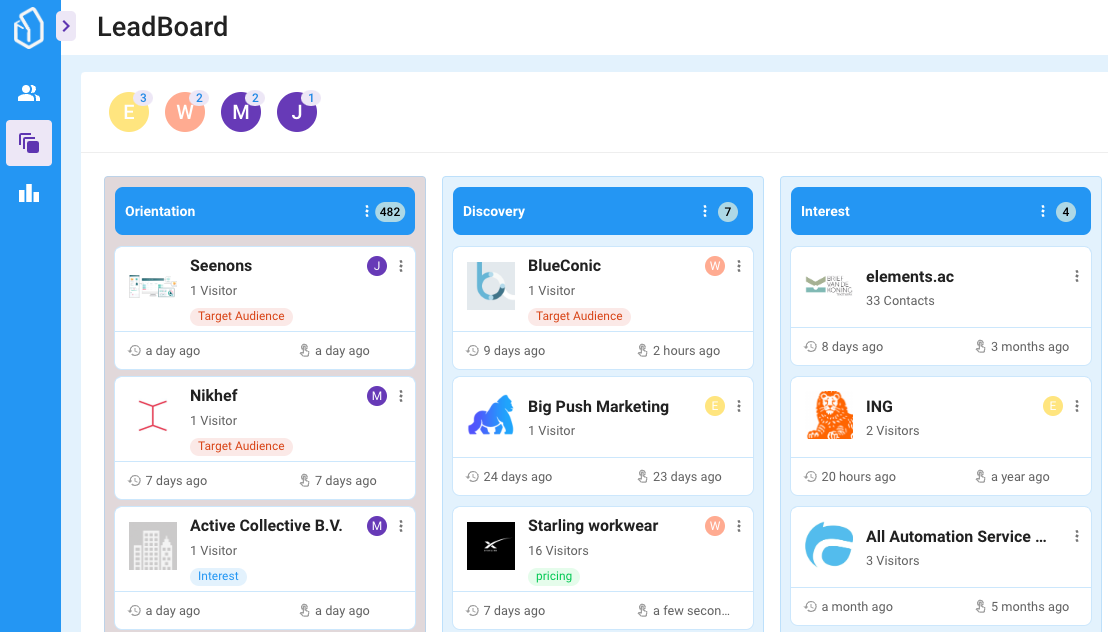 LeadBoard
E 3
W 2
M 2
J 1
Orientation 482
Seenons J
1 Visitor
Target Audience
a day ago a day ago
Nikhef M
1 Visitor
Target Audience
7 days ago 7 days ago
Active Collective B.V. M
1 Visitor
Interest
a day ago a day ago
Discovery 7
BlueConic W
1 Visitor
Target Audience
9 days ago 2 hours ago
Big Push Marketing E
1 Visitor
24 days ago 23 days ago
Starling workwear W
16 Visitors
pricing
7 days ago a few secon...
Interest 4
BRIEF
VAN DE
KONING
elements.ac
33 Contacts
8 days ago 3 months ago
ING E
2 Visitors
20 hours ago a year ago
All Automation Service ...
3 Visitors
a month ago 5 months ago